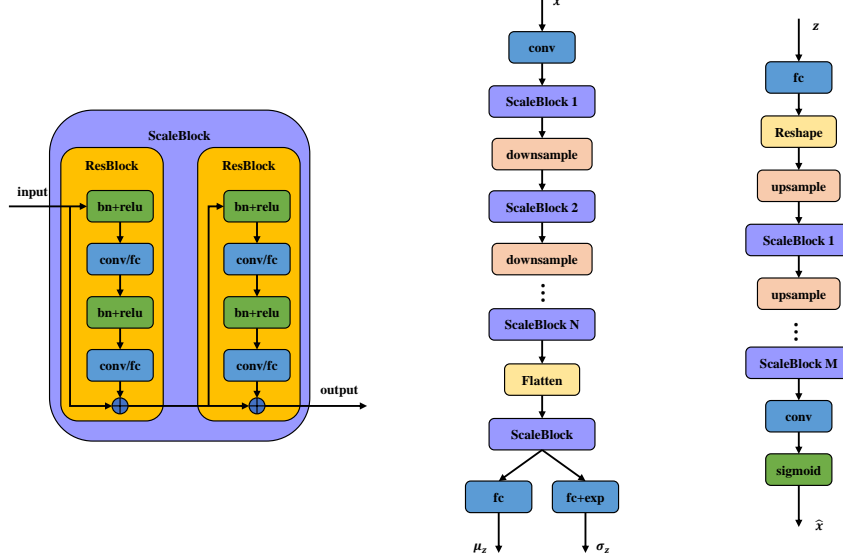 ScaleBlock
ResBlock
ResBlock
input
bn+relu
bn+relu
conv/fc
conv/fc
bn+relu
bn+relu
conv/fc
conv/fc
output
x
conv
ScaleBlock 1
downsample
ScaleBlock 2
downsample
⋮
ScaleBlock N
Flatten
ScaleBlock
fc
fc+exp
μ_z
σ_z
z
fc
Reshape
upsample
ScaleBlock 1
upsample
⋮
ScaleBlock M
conv
sigmoid
x̂